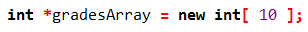 int *gradesArray = new int[ 10 ];